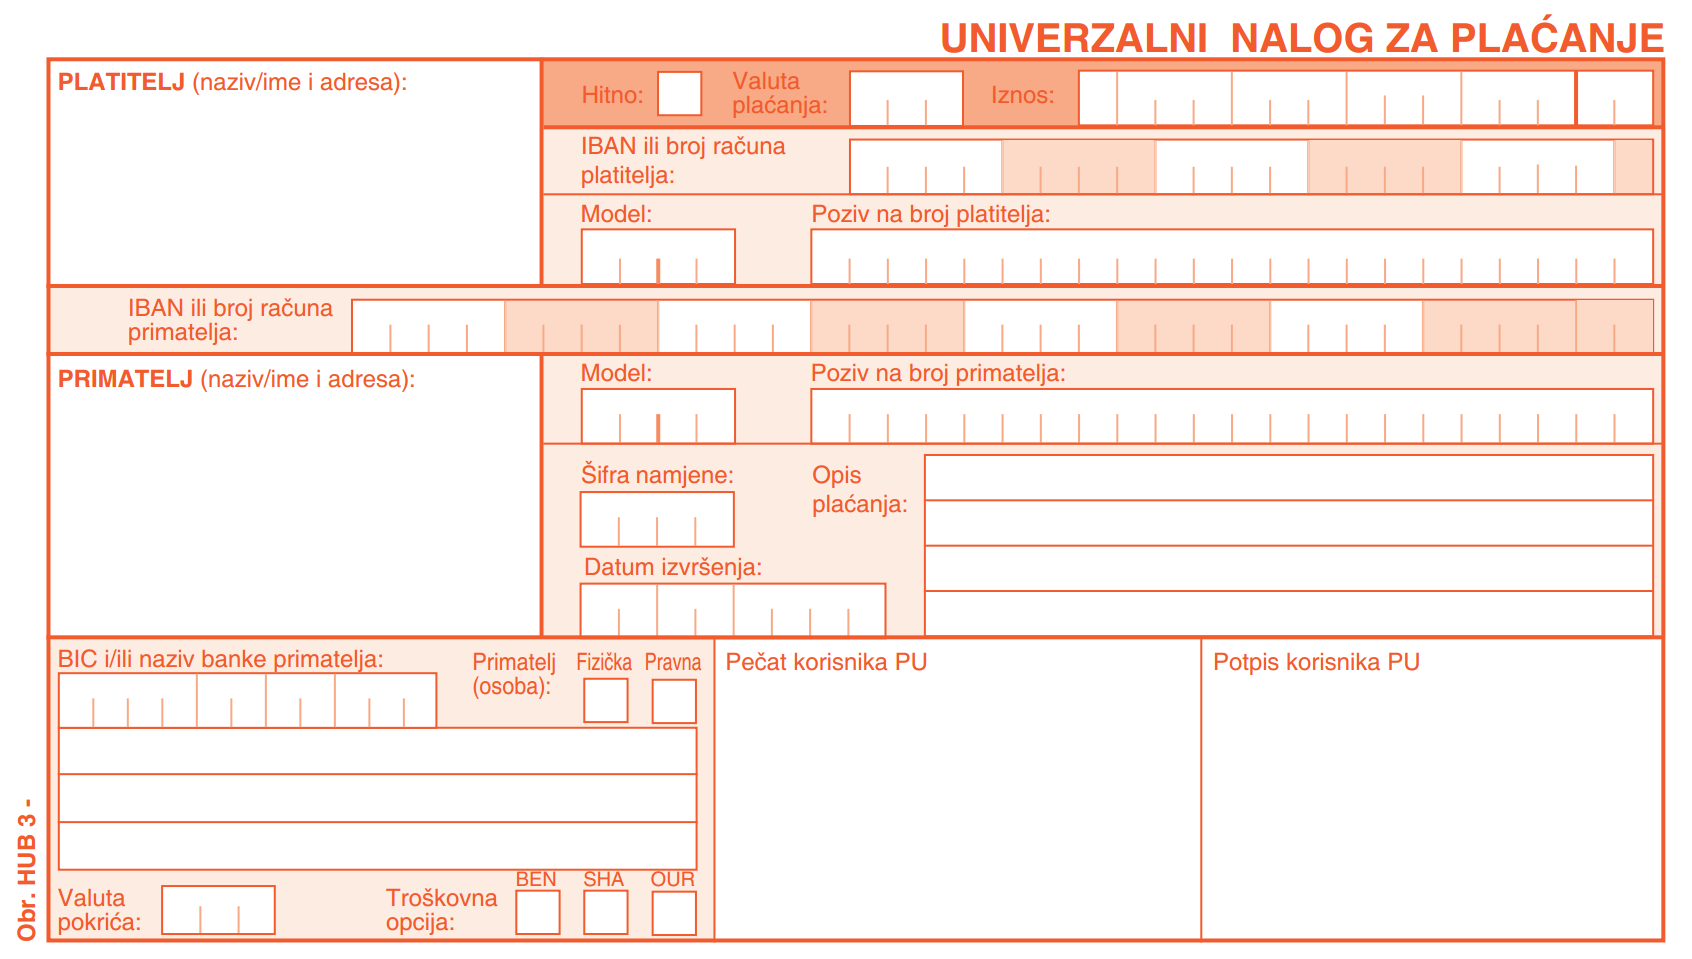 UNIVERZALNI NALOG ZA PLAĆANJE
PLATITELJ (naziv/ime i adresa):
Hitno:
Valuta
plaćanja:
Iznos:
IBAN ili broj računa
platitelja:
Model:
Poziv na broj platitelja:
IBAN ili broj računa
primatelja:
PRIMATELJ (naziv/ime i adresa):
Model:
Poziv na broj primatelja:
Šifra namjene:
Opis
plaćanja:
Datum izvršenja:
BIC i/ili naziv banke primatelja:
Primatelj
(osoba):
Fizička
Pravna
Pečat korisnika PU
Potpis korisnika PU
Valuta
pokrića:
Troškovna
opcija:
BEN
SHA
OUR
Obr. HUB 3 -